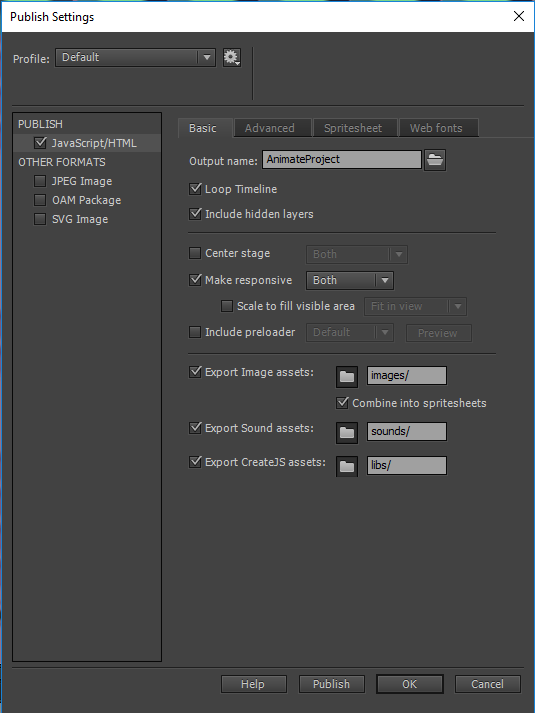 Publish Settings
Profile: Default
PUBLISH
JavaScript/HTML
OTHER FORMATS
JPEG Image
OAM Package
SVG Image
Basic Advanced Spritesheet Web fonts
Output name: AnimateProject
Loop Timeline
Include hidden layers
Center stage Both
Make responsive Both
Scale to fill visible area Fit in view
Include preloader Default Preview
Export Image assets: images/
Combine into spritesheets
Export Sound assets: sounds/
Export CreateJS assets: libs/
Help Publish OK Cancel